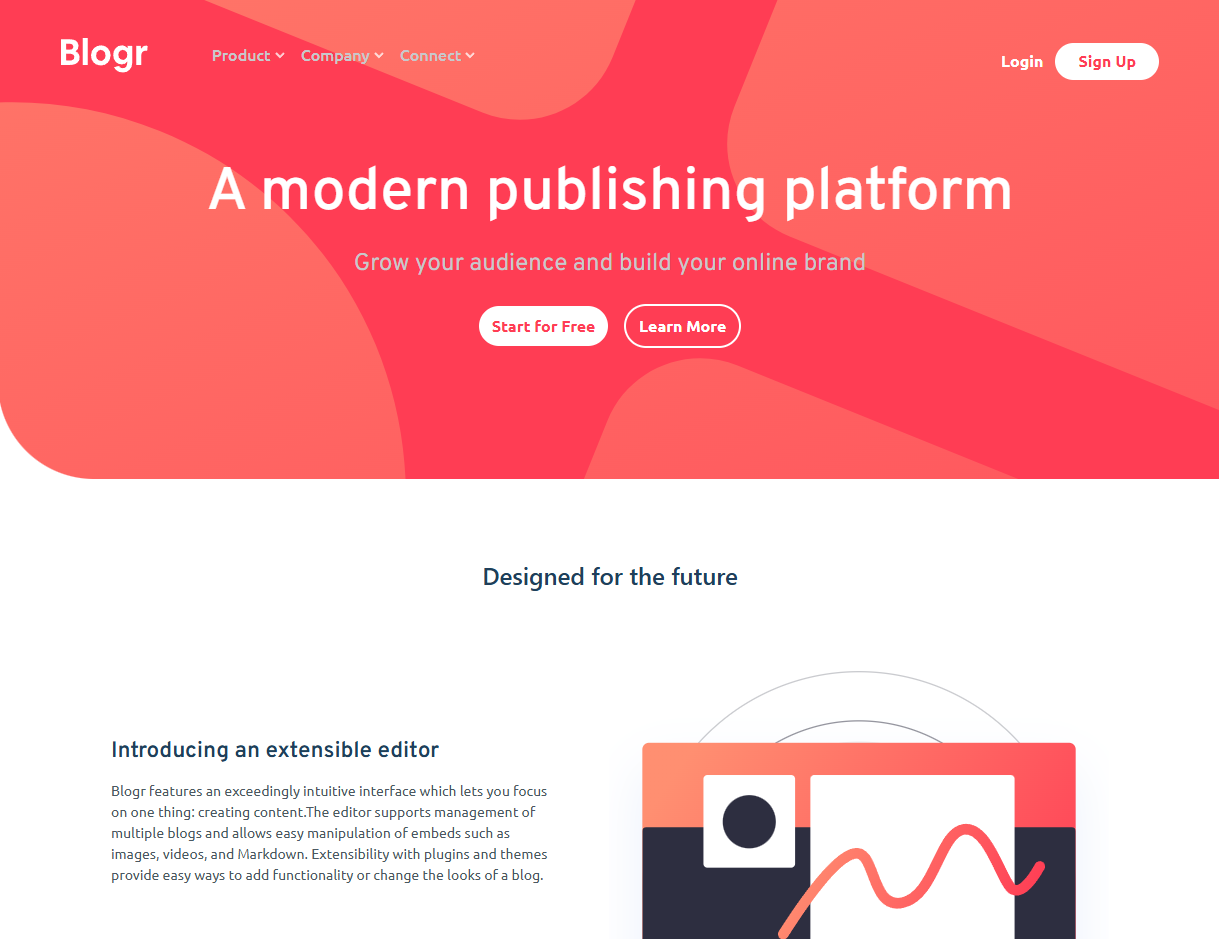 Blogr
Product
Company
Connect
Login
Sign Up
A modern publishing platform
Grow your audience and build your online brand
Start for Free
Learn More
Designed for the future
Introducing an extensible editor
Blogr features an exceedingly intuitive interface which lets you focus
on one thing: creating content.The editor supports management of
multiple blogs and allows easy manipulation of embeds such as
images, videos, and Markdown. Extensibility with plugins and themes
provide easy ways to add functionality or change the looks of a blog.